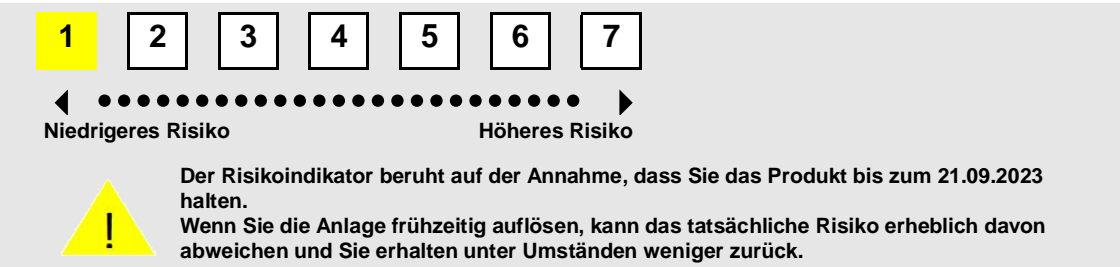 1 2 3 4 5 6 7
Niedrigeres Risiko Höheres Risiko
Der Risikoindikator beruht auf der Annahme, dass Sie das Produkt bis zum 21.09.2023
halten.
Wenn Sie die Anlage frühzeitig auflösen, kann das tatsächliche Risiko erheblich davon
abweichen und Sie erhalten unter Umständen weniger zurück.
!